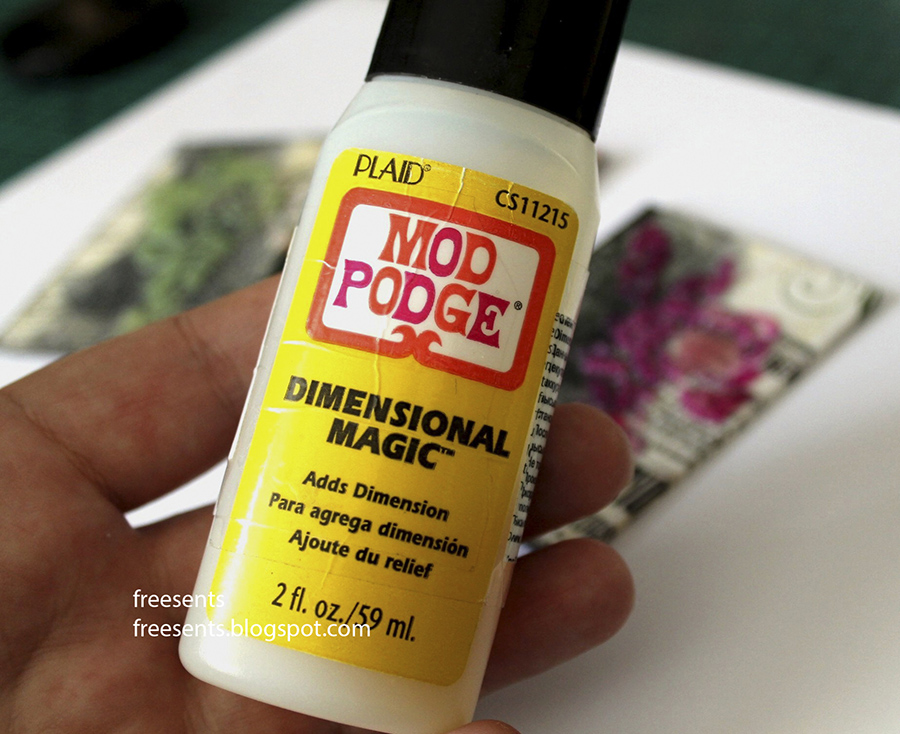 PLAID®
CS11215
MOD
PODGE®
DIMENSIONAL
MAGIC™
Adds Dimension
Para agrega dimensión
Ajoute du relief
2 fl. oz./59 ml.
freesents
freesents.blogspot.com